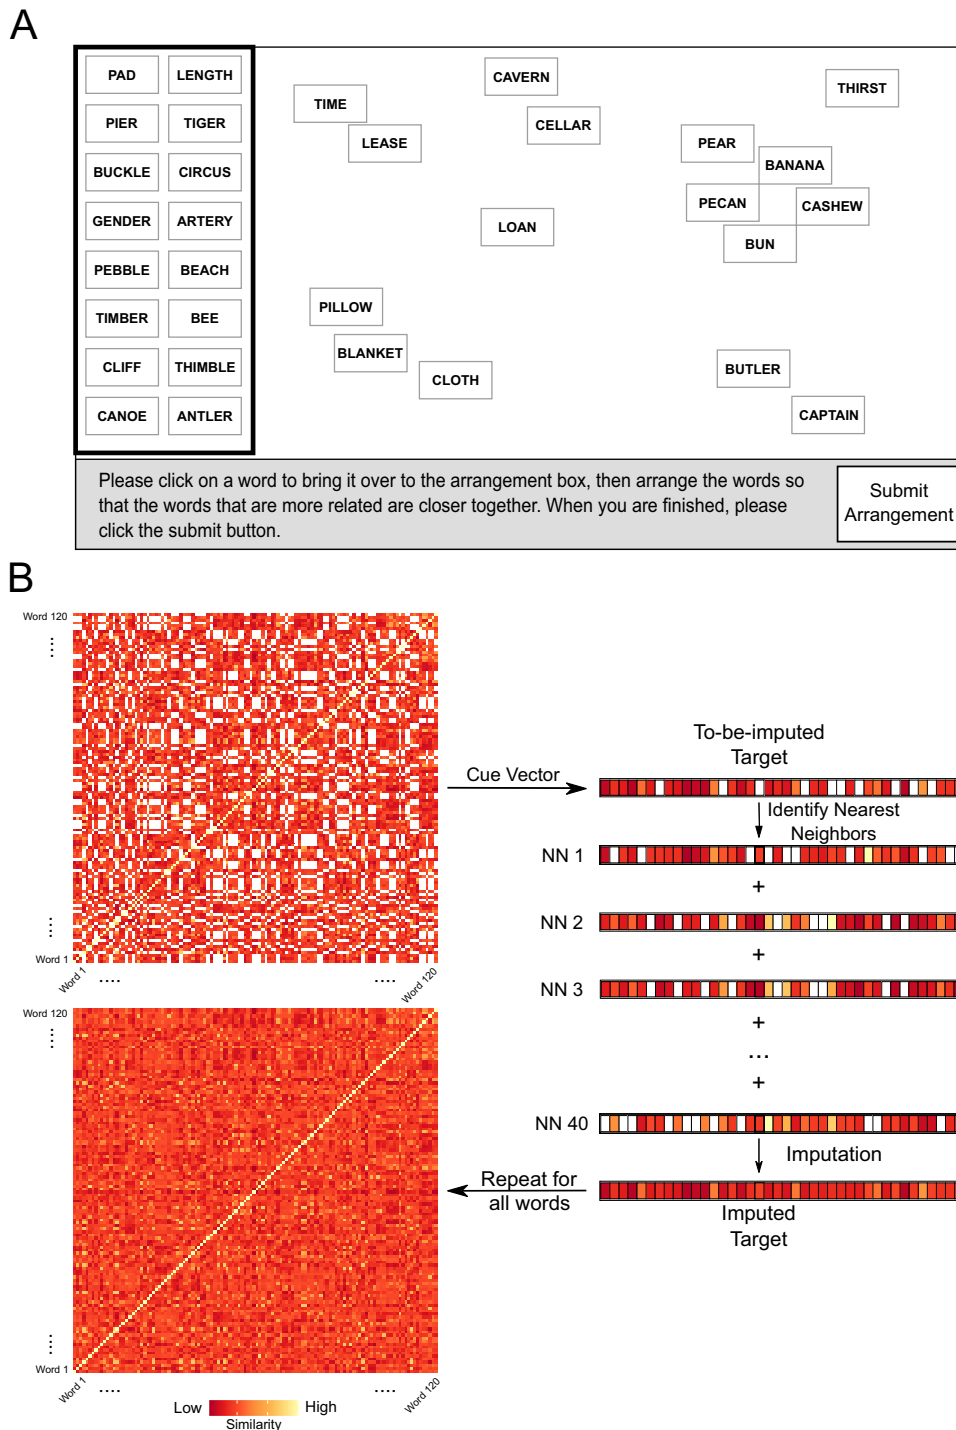 A
PAD LENGTH
PIER TIGER
BUCKLE CIRCUS
GENDER ARTERY
PEBBLE BEACH
TIMBER BEE
CLIFF THIMBLE
CANOE ANTLER
TIME
LEASE
CAVERN
CELLAR
LOAN
PILLOW
BLANKET
CLOTH
THIRST
PEAR
BANANA
PECAN
CASHEW
BUN
BUTLER
CAPTAIN
Please click on a word to bring it over to the arrangement box, then arrange the words so
that the words that are more related are closer together. When you are finished, please
click the submit button.
Submit
Arrangement
B
Word 120
....
....
Word 1
Word 1
....
....
Word 120
Cue Vector
To-be-imputed
Target
Identify Nearest
Neighbors
NN 1
+
NN 2
+
NN 3
+
...
+
NN 40
Imputation
Imputed
Target
Repeat for
all words
Word 120
....
....
Word 1
Word 1
....
....
Word 120
Low High
Similarity